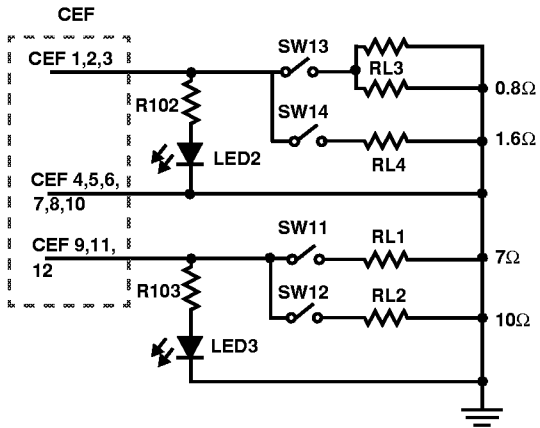 CEF
CEF 1,2,3
SW13
RL3
0.8Ω
R102
SW14
1.6Ω
LED2
RL4
CEF 4,5,6,
7,8,10
CEF 9,11,
12
SW11
RL1
7Ω
R103
SW12
RL2
10Ω
LED3